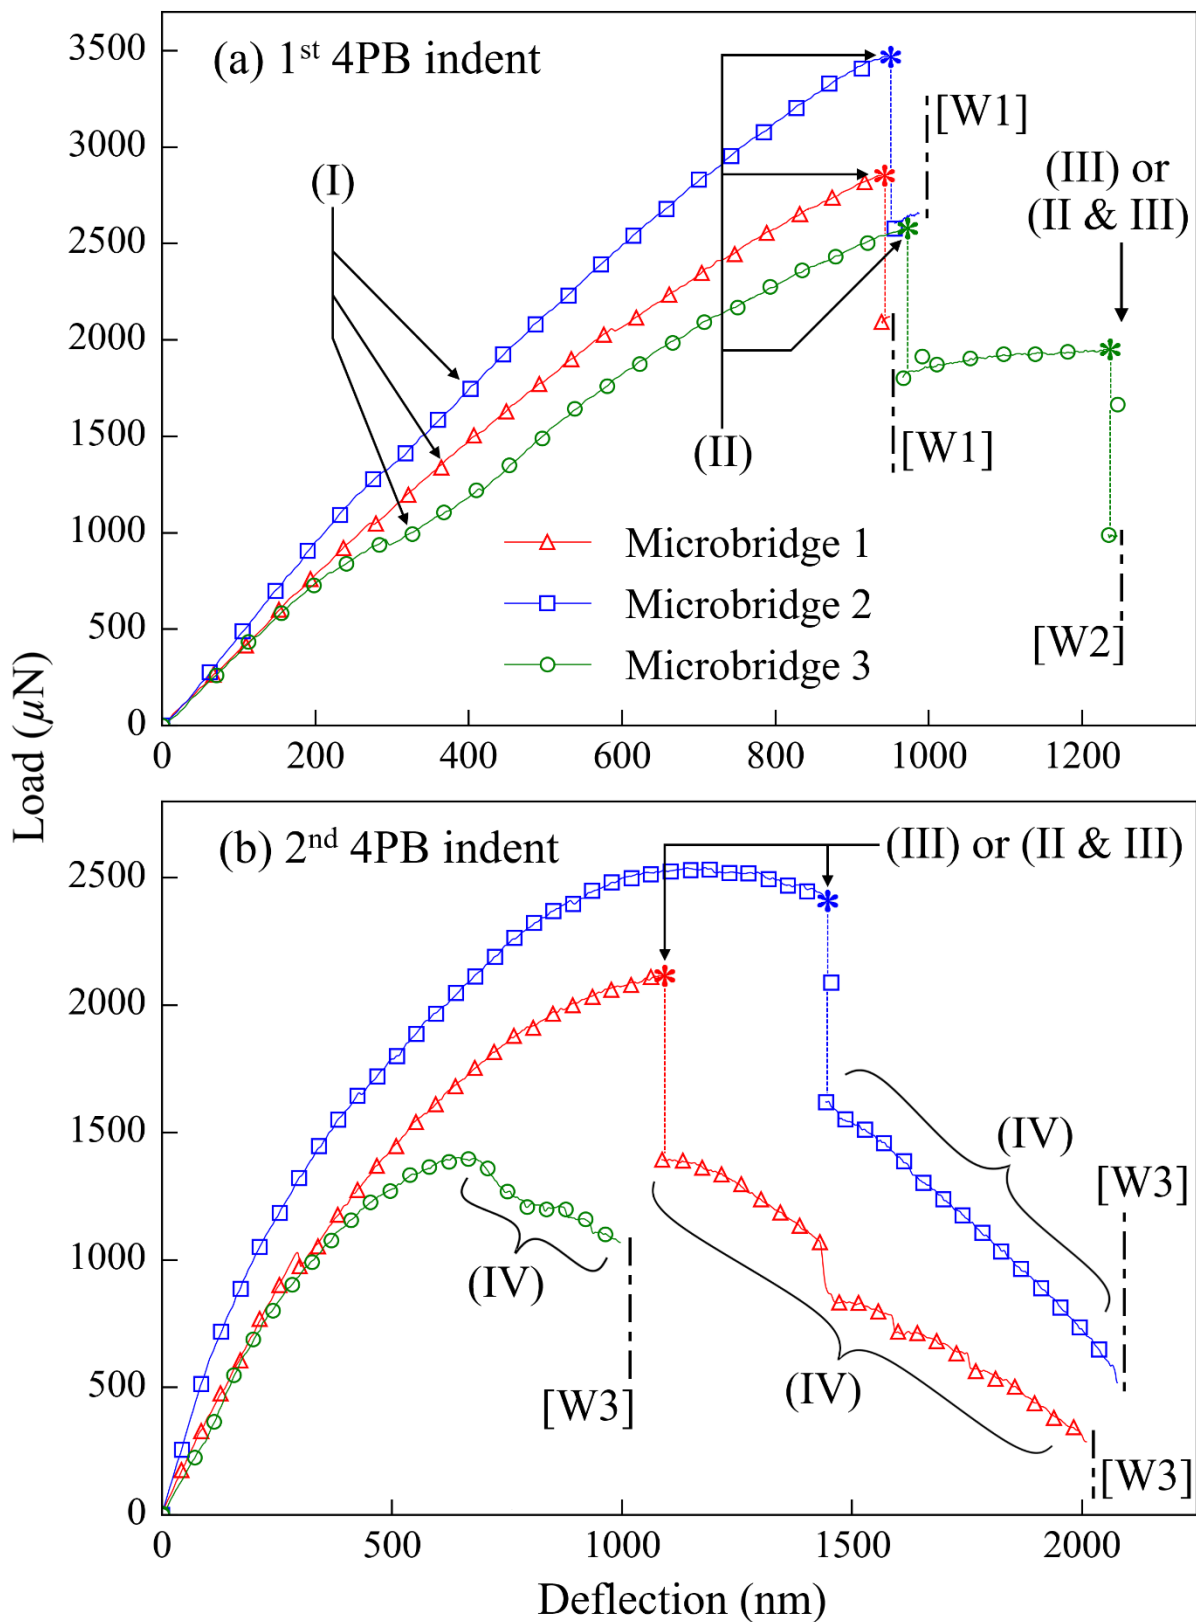 (a) 1st 4PB indent
3500
3000
2500
2000
1500
1000
500
0
(I)
[W1]
(III) or
(II & III)
(II)
[W1]
[W2]
Microbridge 1
Microbridge 2
Microbridge 3
0 200 400 600 800 1000 1200
Load (μN)
(b) 2nd 4PB indent
(III) or (II & III)
2500
2000
1500
1000
500
0
(IV)
[W3]
(IV)
[W3]
(IV)
[W3]
0 500 1000 1500 2000
Deflection (nm)